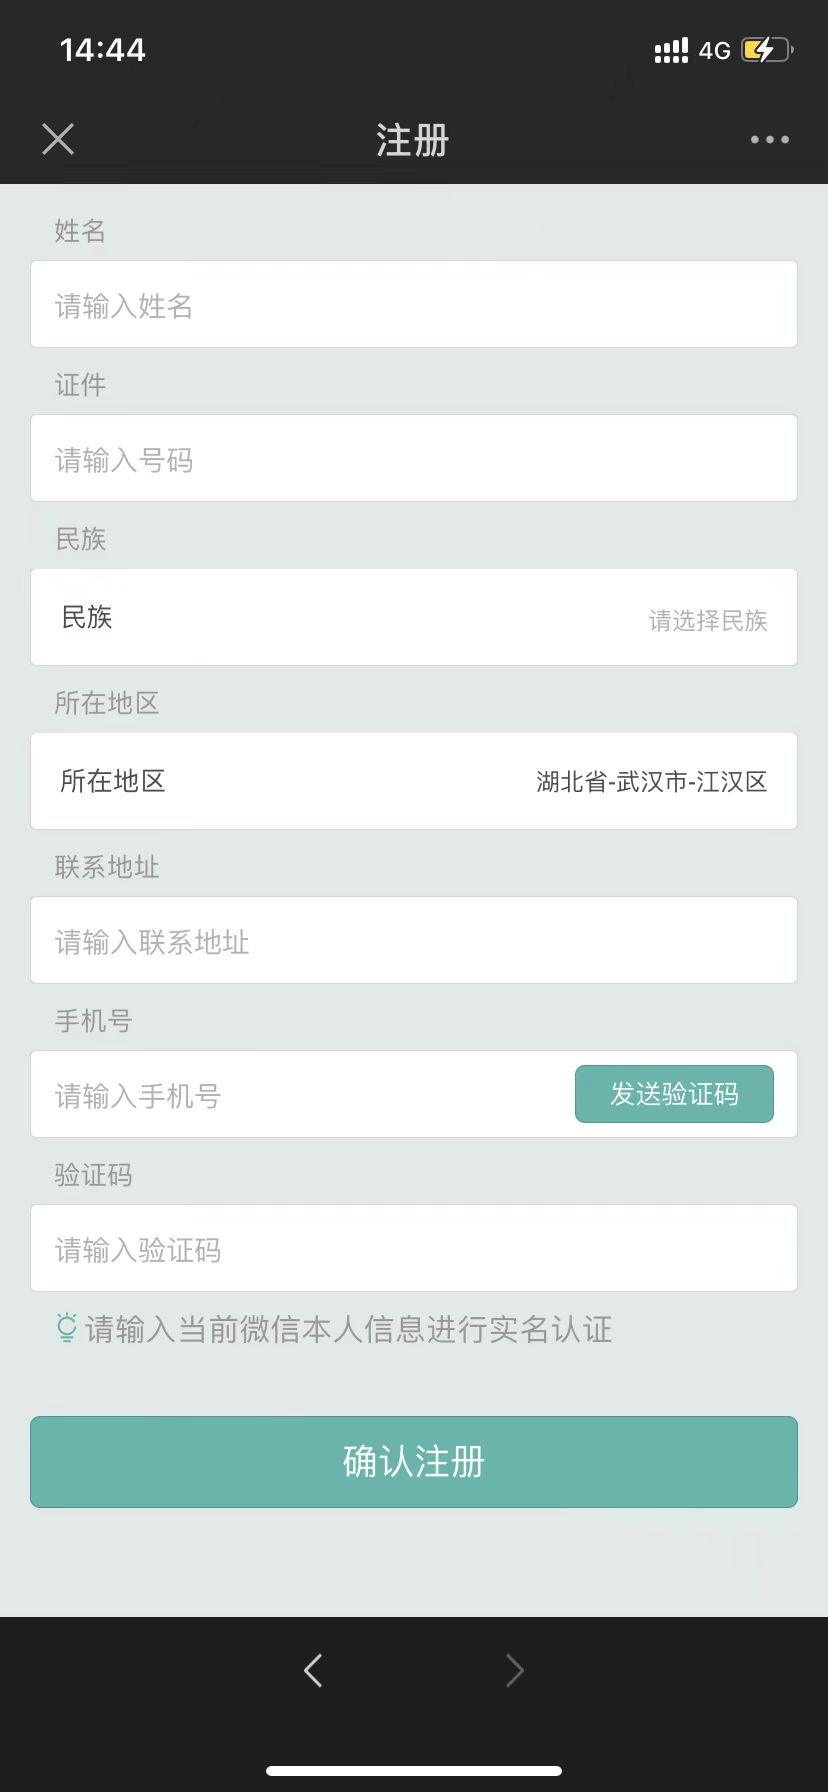 14:44 4G
注册
姓名
请输入姓名
证件
请输入号码
民族
民族 请选择民族
所在地区
所在地区 湖北省-武汉市-江汉区
联系地址
请输入联系地址
手机号
请输入手机号 发送验证码
验证码
请输入验证码
请输入当前微信本人信息进行实名认证
确认注册